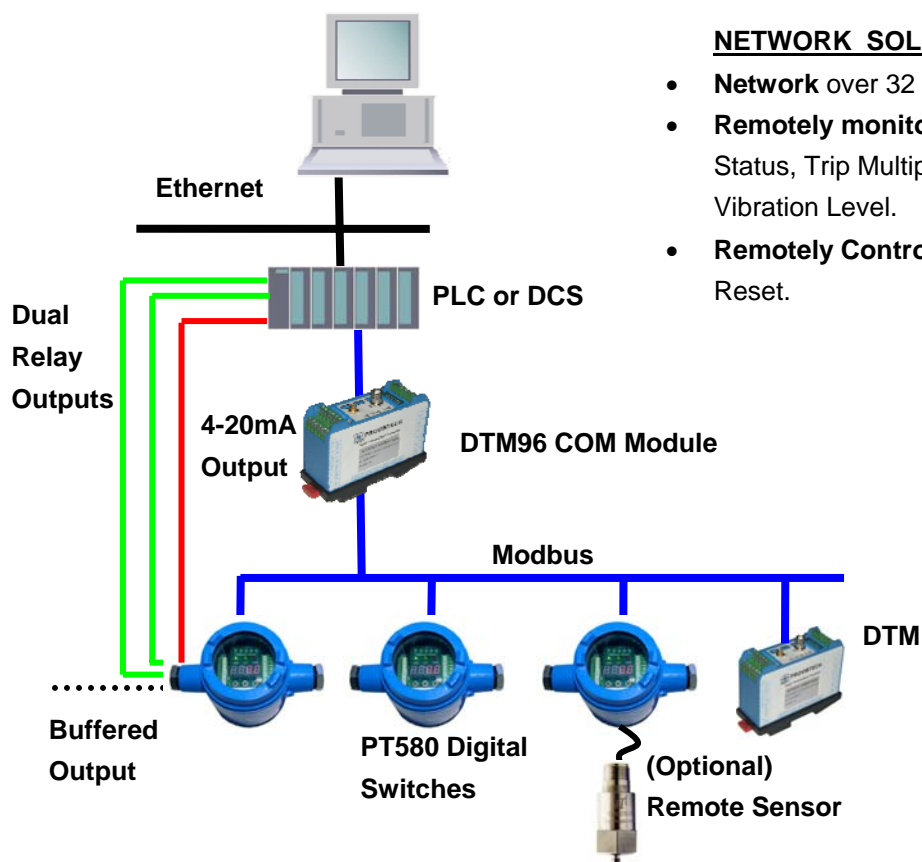 NETWORK SOL
• Network over 32
• Remotely monito
Status, Trip Multip
Vibration Level.
• Remotely Contro
Reset.
Ethernet
PLC or DCS
Dual
Relay
Outputs
4-20mA
Output
DTM96 COM Module
Modbus
DTM
Buffered
Output
PT580 Digital
Switches
(Optional)
Remote Sensor
PROVIBTECH
PROVIBTECH